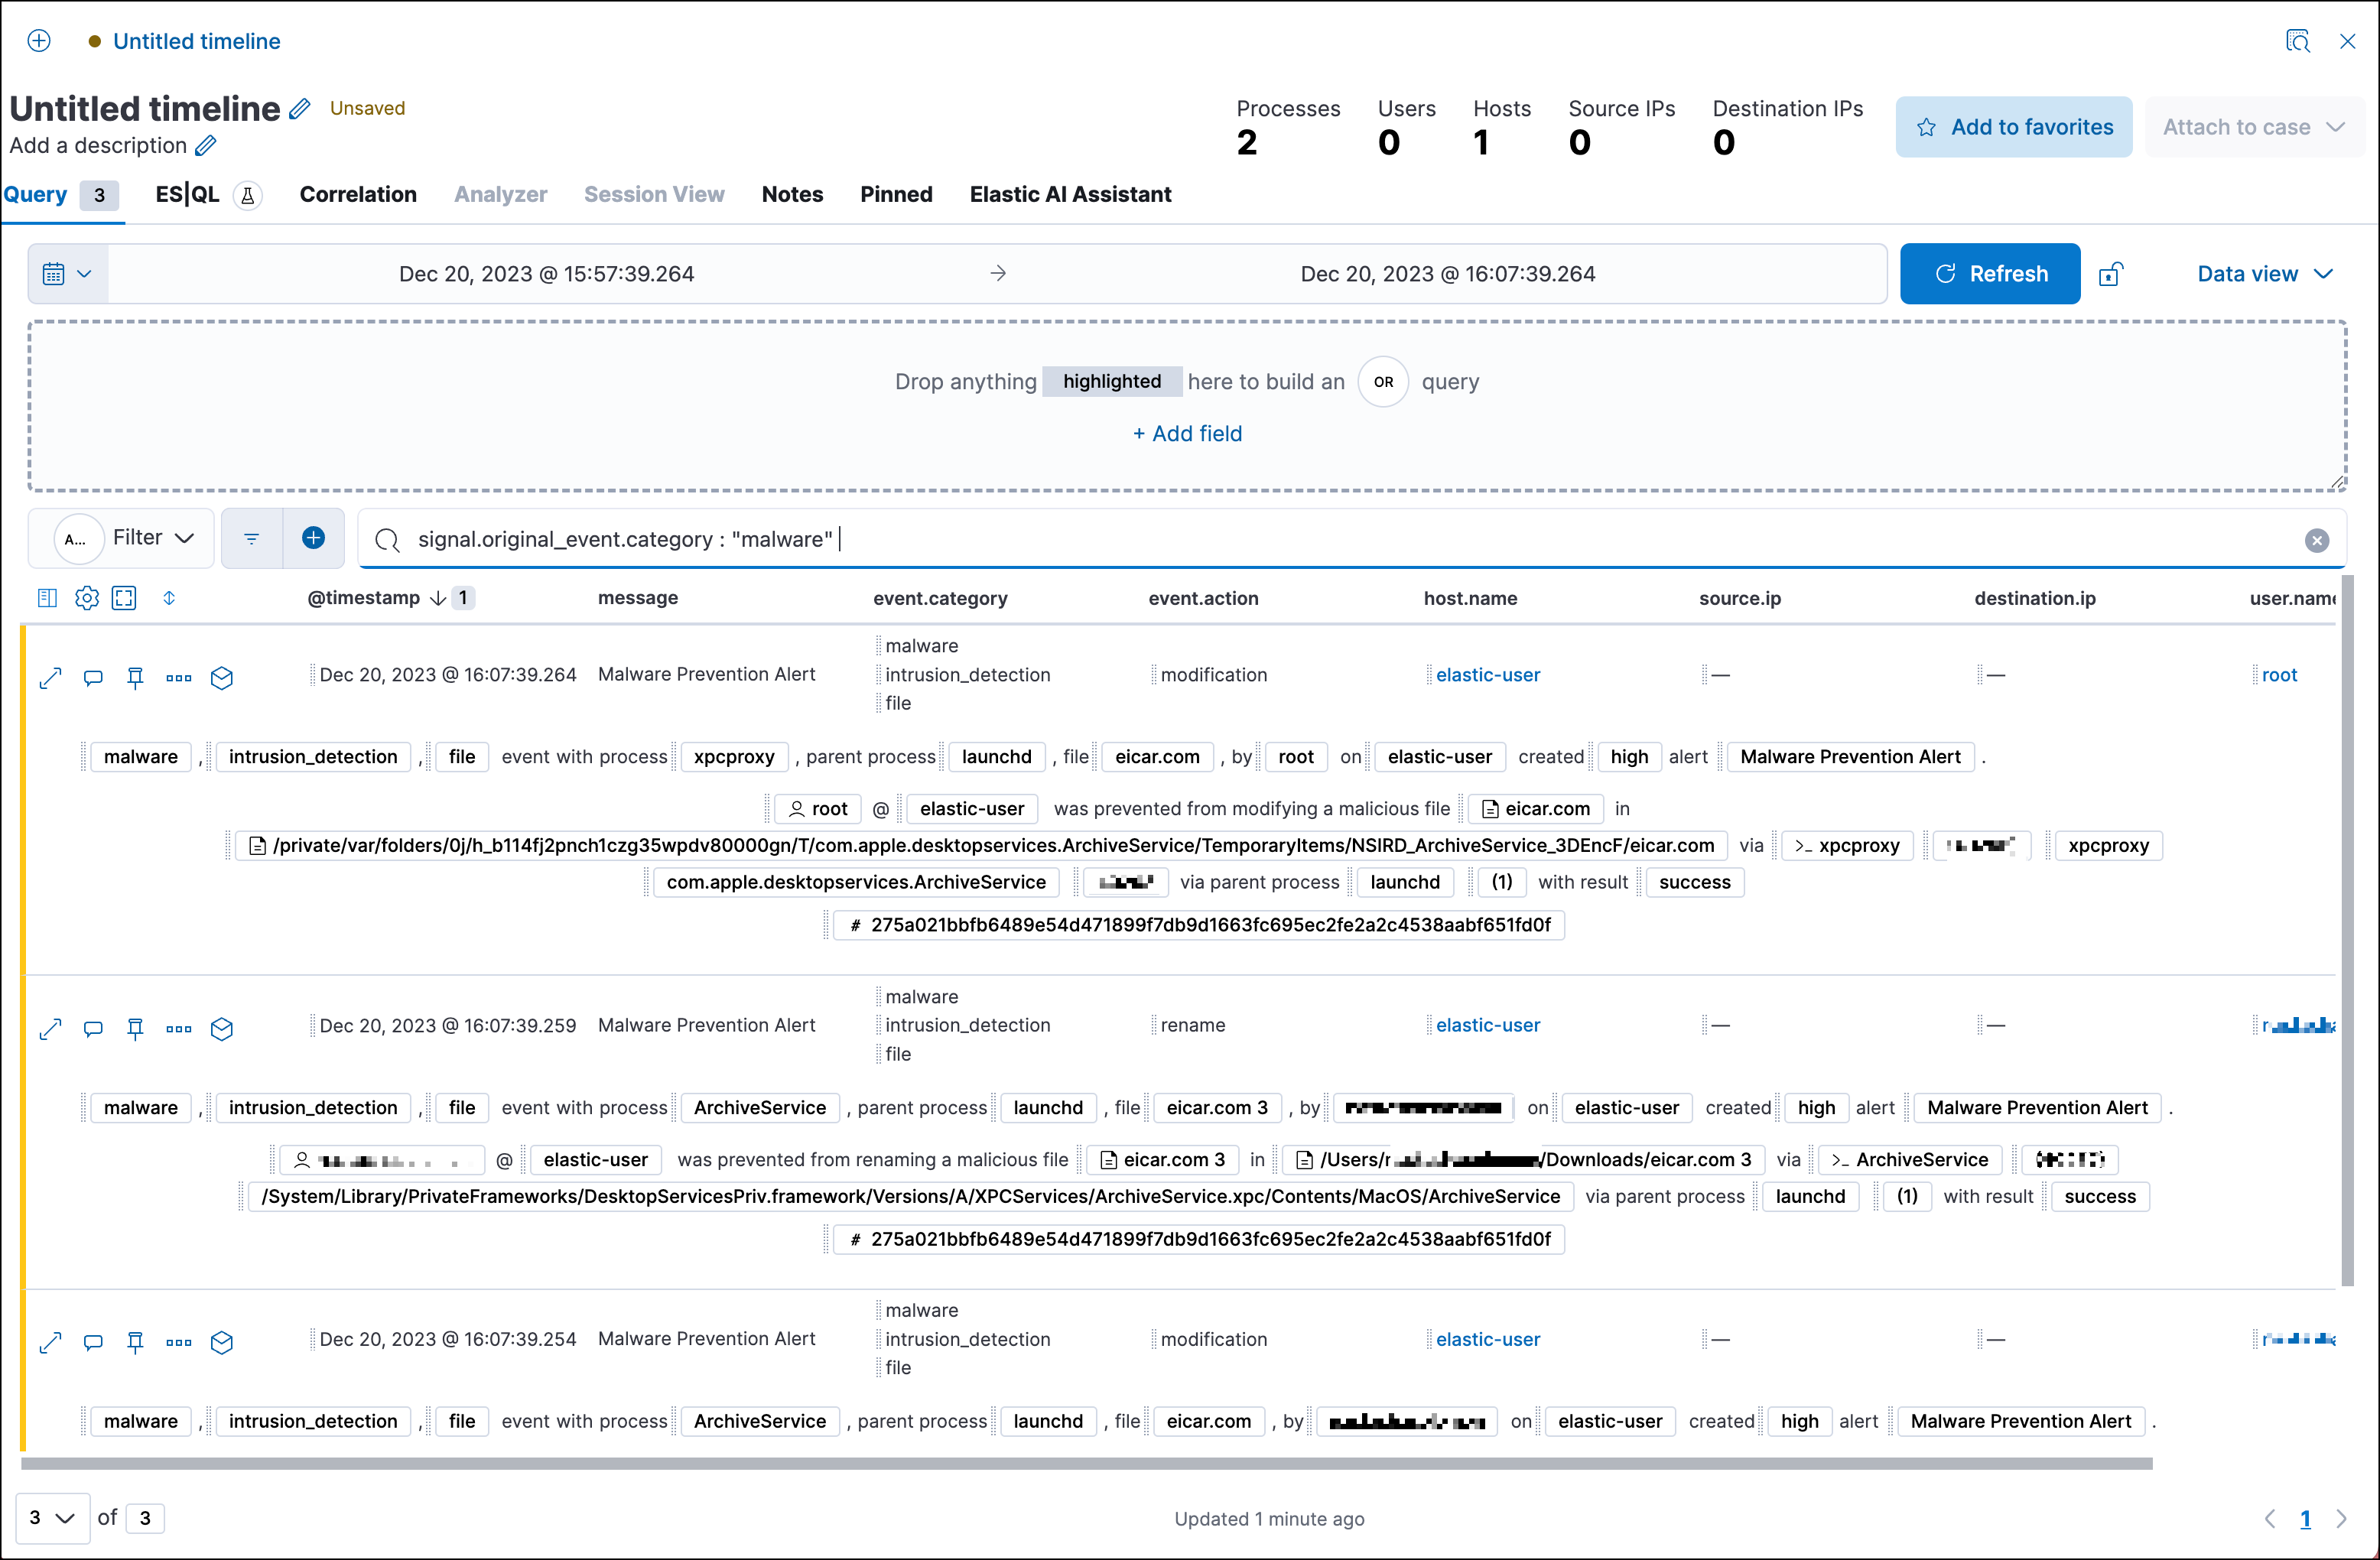 Untitled timeline
Untitled timeline Unsaved
Add a description
Processes Users Hosts Source IPs Destination IPs
2 0 1 0 0
Add to favorites Attach to case
Query 3 ES|QL Correlation Analyzer Session View Notes Pinned Elastic AI Assistant
Dec 20, 2023 @ 15:57:39.264 → Dec 20, 2023 @ 16:07:39.264 Refresh Data view
Drop anything highlighted here to build an OR query
+ Add field
A... Filter signal.original_event.category : "malware"
@timestamp 1 message event.category event.action host.name source.ip destination.ip user.name
malware
Dec 20, 2023 @ 16:07:39.264 Malware Prevention Alert intrusion_detection modification elastic-user — — root
file
malware , intrusion_detection , file event with process xpcproxy , parent process launchd , file eicar.com , by root on elastic-user created high alert Malware Prevention Alert .
root @ elastic-user was prevented from modifying a malicious file eicar.com in
/private/var/folders/0j/h_b114fj2pnch1czg35wpdv80000gn/T/com.apple.desktopservices.ArchiveService/TemporaryItems/NSIRD_ArchiveService_3DEncF/eicar.com via >_ xpcproxy xpcproxy
com.apple.desktopservices.ArchiveService via parent process launchd (1) with result success
# 275a021bbfb6489e54d471899f7db9d1663fc695ec2fe2a2c4538aabf651fd0f
malware
Dec 20, 2023 @ 16:07:39.259 Malware Prevention Alert intrusion_detection rename elastic-user — —
file
malware , intrusion_detection , file event with process ArchiveService , parent process launchd , file eicar.com 3 , by on elastic-user created high alert Malware Prevention Alert .
@ elastic-user was prevented from renaming a malicious file eicar.com 3 in /Users/ /Downloads/eicar.com 3 via >_ ArchiveService
/System/Library/PrivateFrameworks/DesktopServicesPriv.framework/Versions/A/XPCServices/ArchiveService.xpc/Contents/MacOS/ArchiveService via parent process launchd (1) with result success
# 275a021bbfb6489e54d471899f7db9d1663fc695ec2fe2a2c4538aabf651fd0f
malware
Dec 20, 2023 @ 16:07:39.254 Malware Prevention Alert intrusion_detection modification elastic-user — —
file
malware , intrusion_detection , file event with process ArchiveService , parent process launchd , file eicar.com , by on elastic-user created high alert Malware Prevention Alert .
3 of 3 Updated 1 minute ago 1